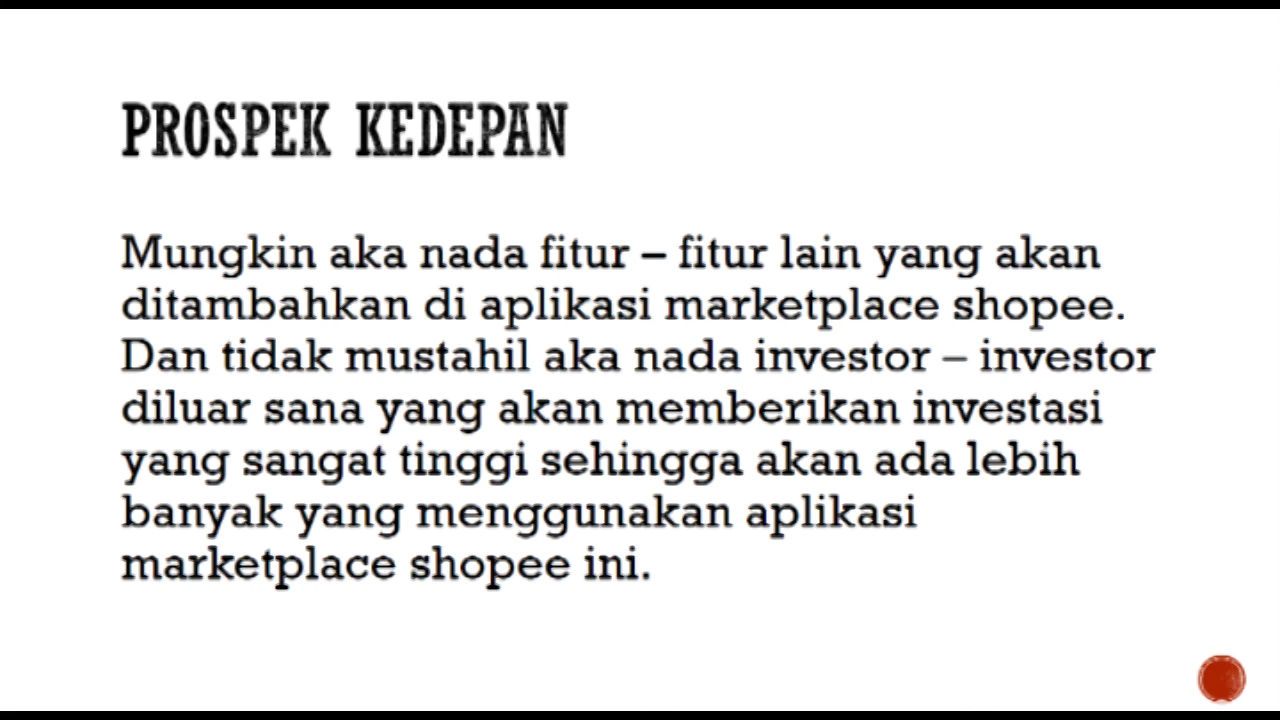 PROSPEK KEDEPAN
Mungkin aka nada fitur – fitur lain yang akan
ditambahkan di aplikasi marketplace shopee.
Dan tidak mustahil aka nada investor – investor
diluar sana yang akan memberikan investasi
yang sangat tinggi sehingga akan ada lebih
banyak yang menggunakan aplikasi
marketplace shopee ini.